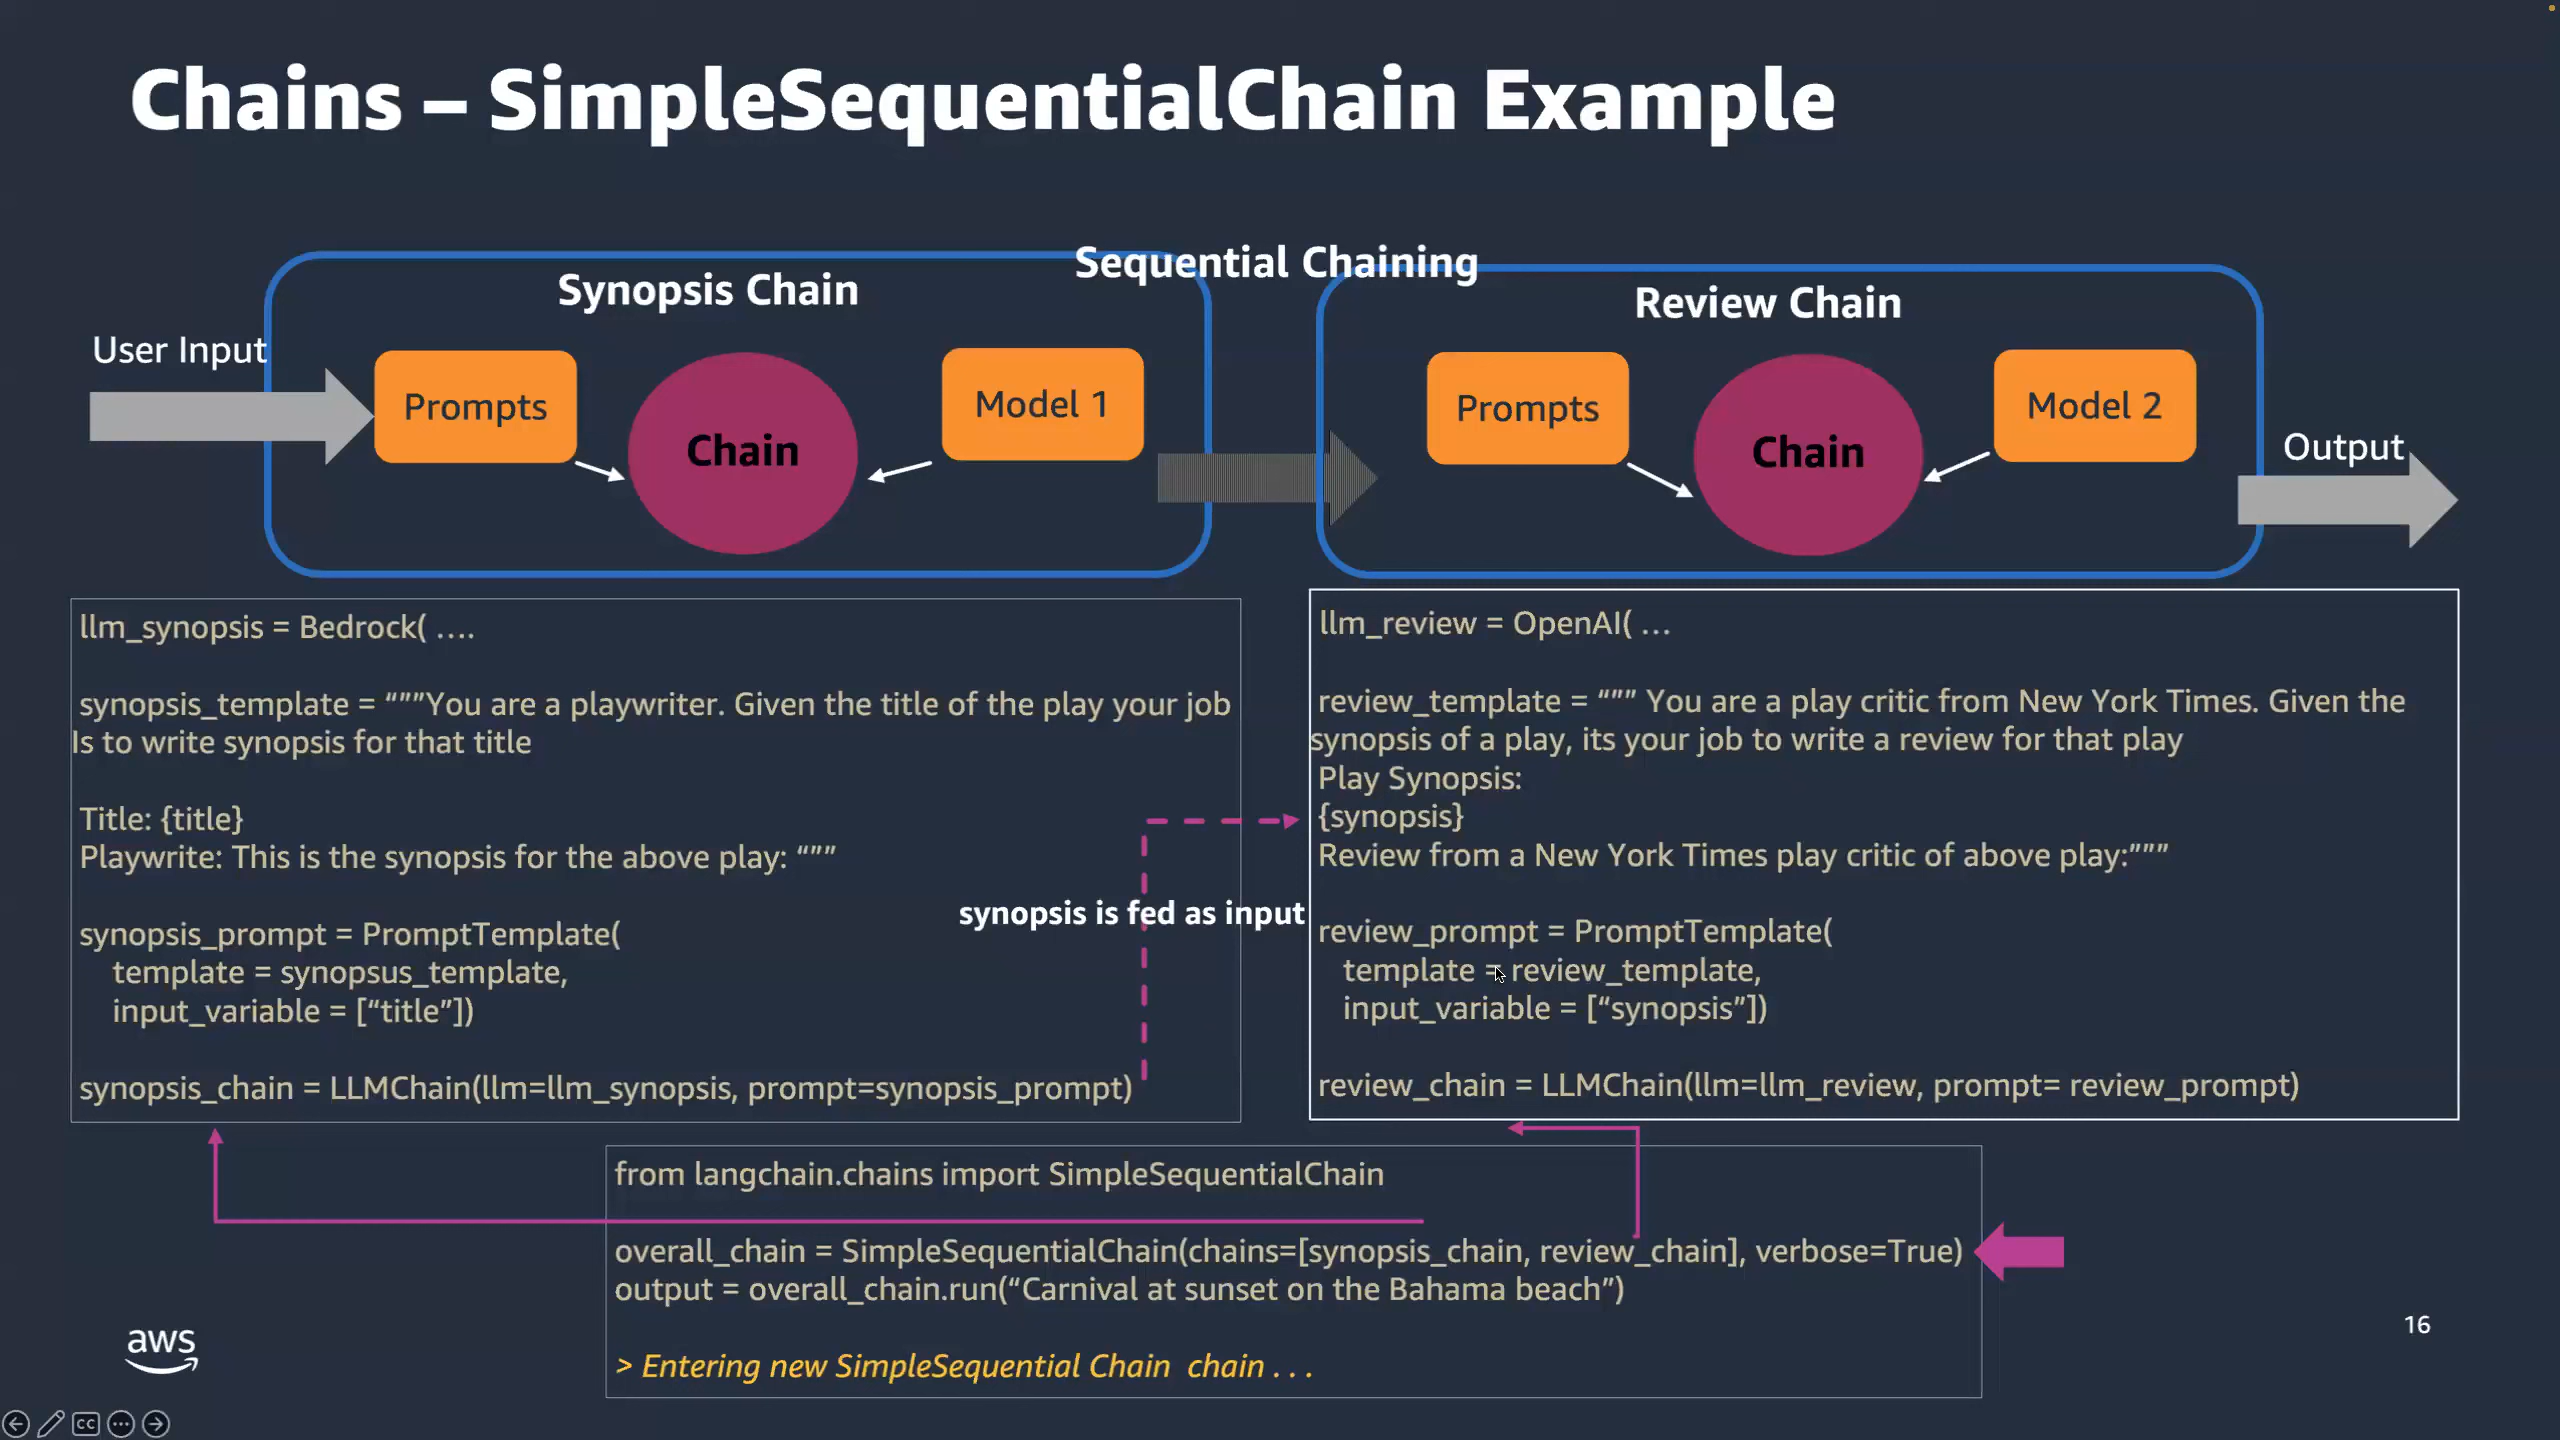 Chains – SimpleSequentialChain Example
Sequential Chaining
Synopsis Chain
Review Chain
User Input
Prompts
Chain
Model 1
Prompts
Chain
Model 2
Output
llm_synopsis = Bedrock( ….
synopsis_template = “””You are a playwriter. Given the title of the play your job
Is to write synopsis for that title
Title: {title}
Playwrite: This is the synopsis for the above play: “””
synopsis_prompt = PromptTemplate(
template = synopsus_template,
input_variable = [“title”])
synopsis_chain = LLMChain(llm=llm_synopsis, prompt=synopsis_prompt)
synopsis is fed as input
llm_review = OpenAI( …
review_template = “”” You are a play critic from New York Times. Given the
synopsis of a play, its your job to write a review for that play
Play Synopsis:
{synopsis}
Review from a New York Times play critic of above play:”””
review_prompt = PromptTemplate(
template = review_template,
input_variable = [“synopsis”])
review_chain = LLMChain(llm=llm_review, prompt= review_prompt)
from langchain.chains import SimpleSequentialChain
overall_chain = SimpleSequentialChain(chains=[synopsis_chain, review_chain], verbose=True)
output = overall_chain.run(“Carnival at sunset on the Bahama beach”)
> Entering new SimpleSequential Chain  chain . . .
aws
16
CC